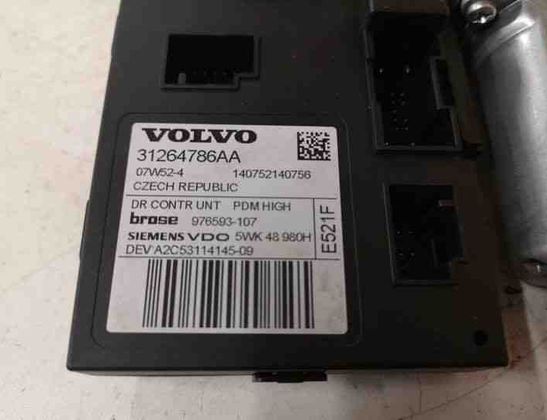 VOLVO
31264786AA
07W52-4 140752140756
CZECH REPUBLIC
DR CONTR UNT PDM HIGH
brose 976593-107
SIEMENS VDO 5WK 48 980H
DEV A2C53114145-09
E521F